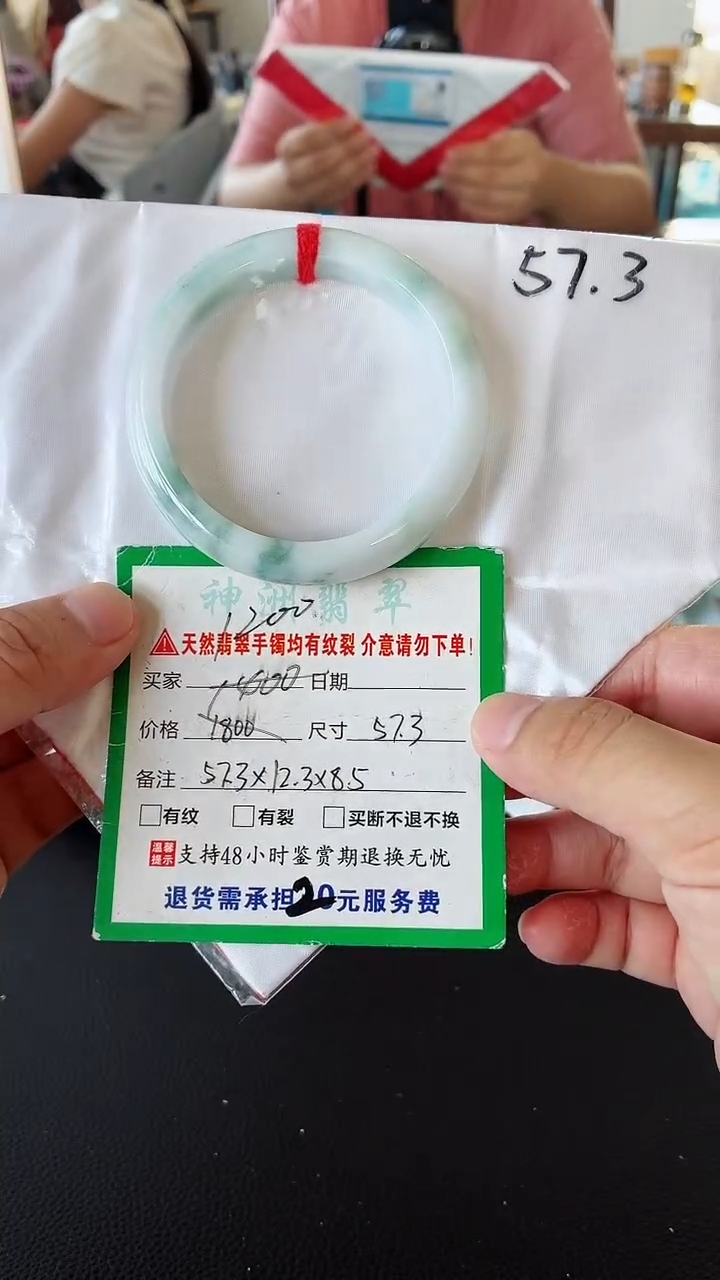 57.3
神洲翡翠
1200
天然翡翠手镯均有纹裂 介意请勿下单!
买家 1400 日期
价格 1800 尺寸 57.3
备注 57.3x12.3x8.5
有纹 有裂 买断不退不换
温馨提示 支持48小时鉴赏期退换无忧
退货需承担20元服务费